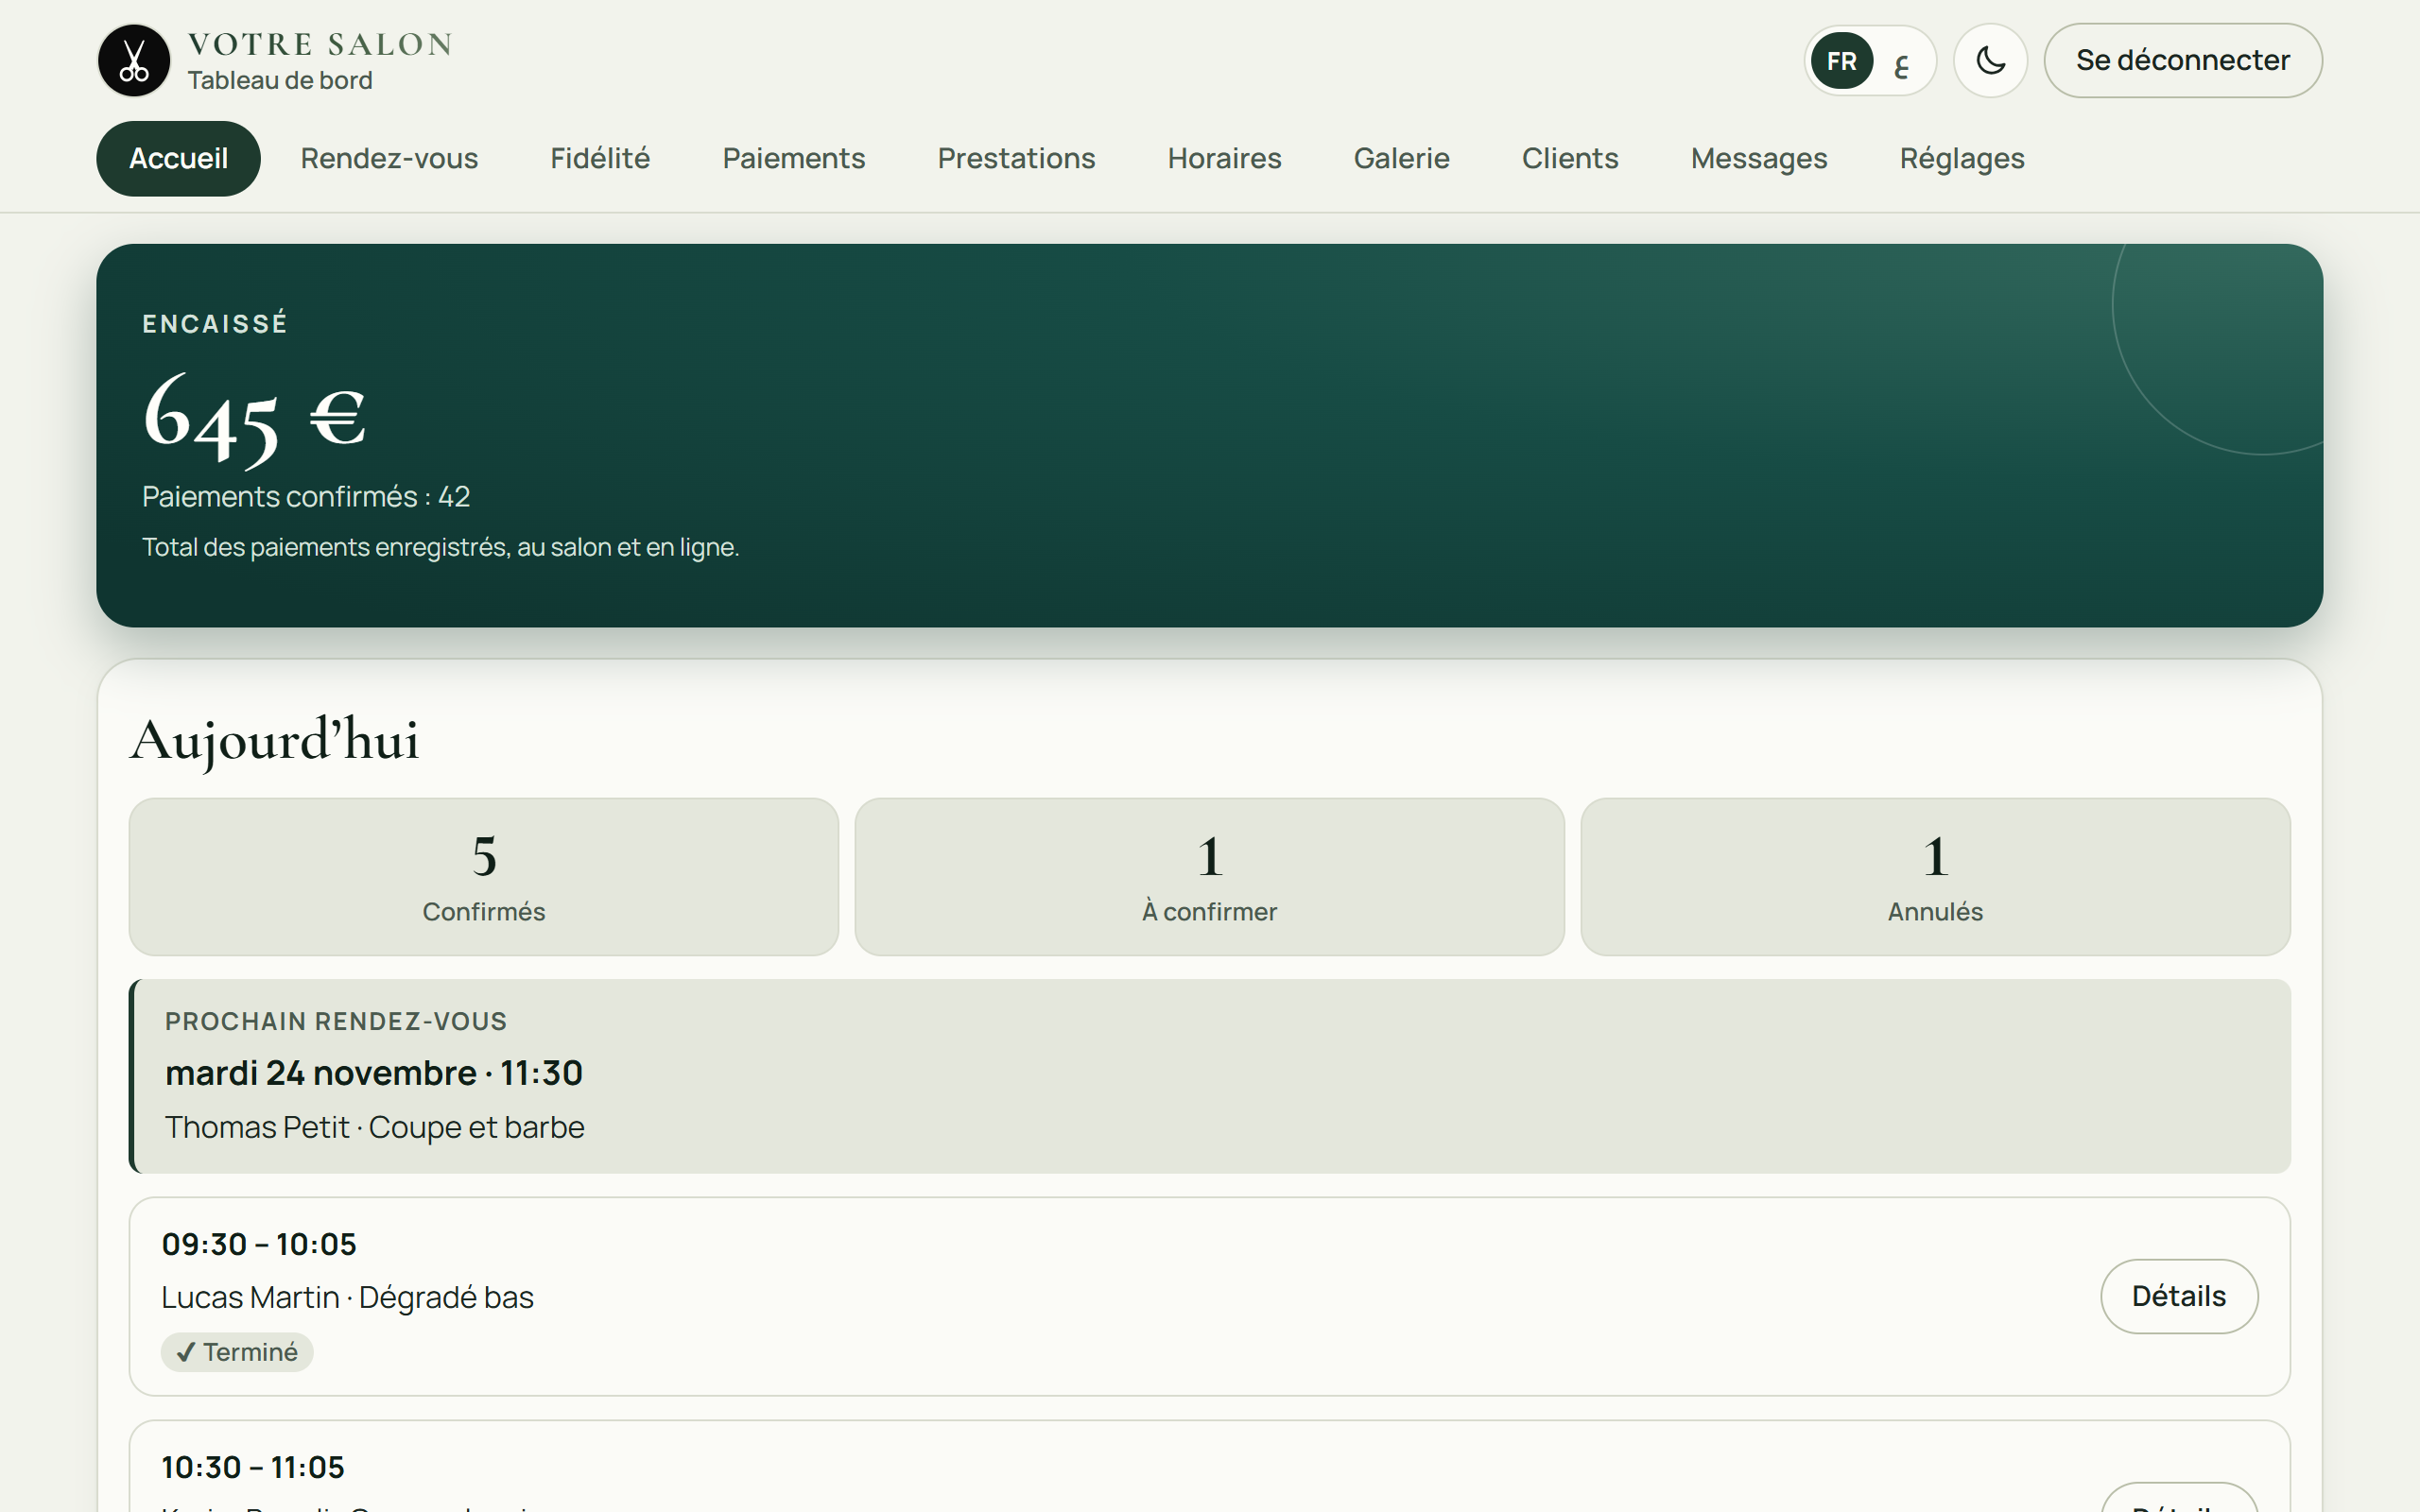 VOTRE SALON
Tableau de bord
FR
ع
Se déconnecter
Accueil
Rendez-vous
Fidélité
Paiements
Prestations
Horaires
Galerie
Clients
Messages
Réglages
ENCAISSÉ
645 €
Paiements confirmés : 42
Total des paiements enregistrés, au salon et en ligne.
Aujourd’hui
5
Confirmés
1
À confirmer
1
Annulés
PROCHAIN RENDEZ-VOUS
mardi 24 novembre · 11:30
Thomas Petit · Coupe et barbe
09:30 – 10:05
Lucas Martin · Dégradé bas
✓ Terminé
Détails
10:30 – 11:05